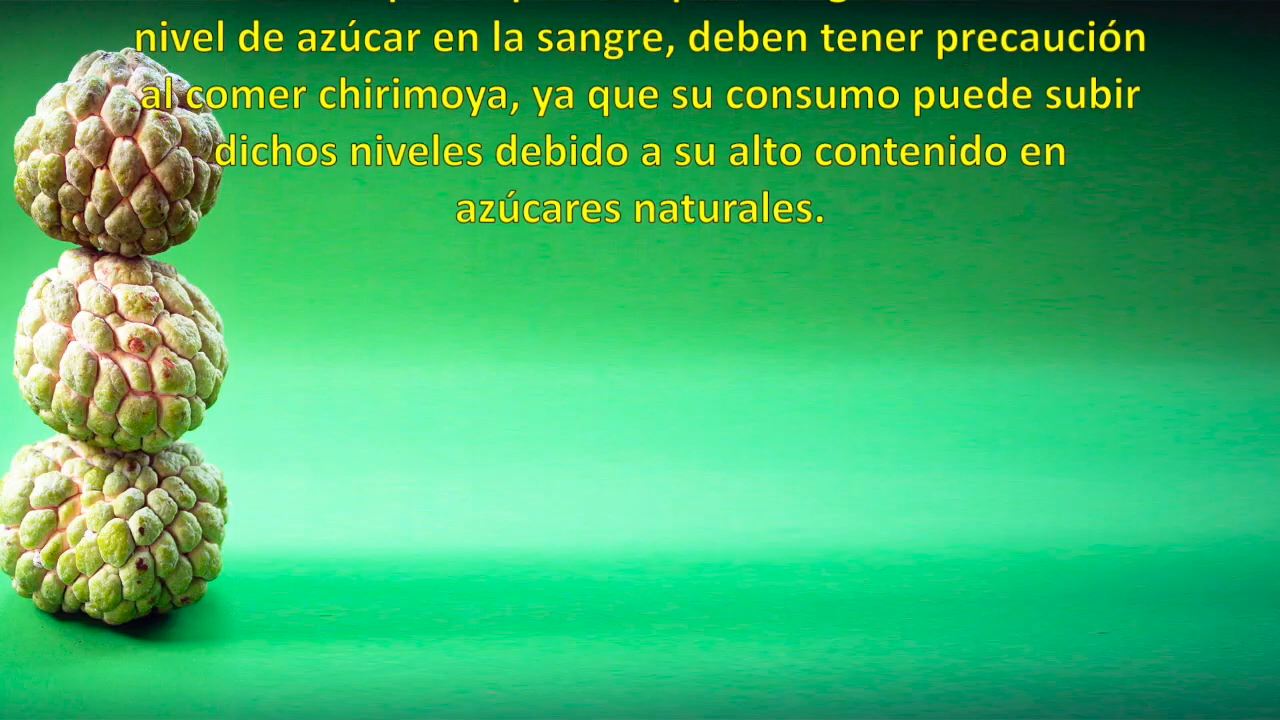 nivel de azúcar en la sangre, deben tener precaución
al comer chirimoya, ya que su consumo puede subir
dichos niveles debido a su alto contenido en
azúcares naturales.